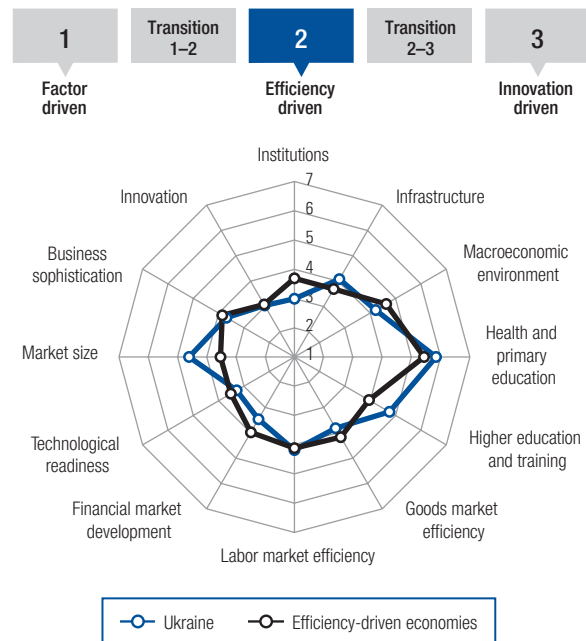 1
Transition
1–2
2
Transition
2–3
3
Factor
driven
Efficiency
driven
Innovation
driven
Institutions
7
6
5
4
3
2
1
Infrastructure
Macroeconomic
environment
Health and
primary
education
Higher education
and training
Goods market
efficiency
Labor market efficiency
Financial market
development
Technological
readiness
Market size
Business
sophistication
Innovation
Ukraine
Efficiency-driven economies